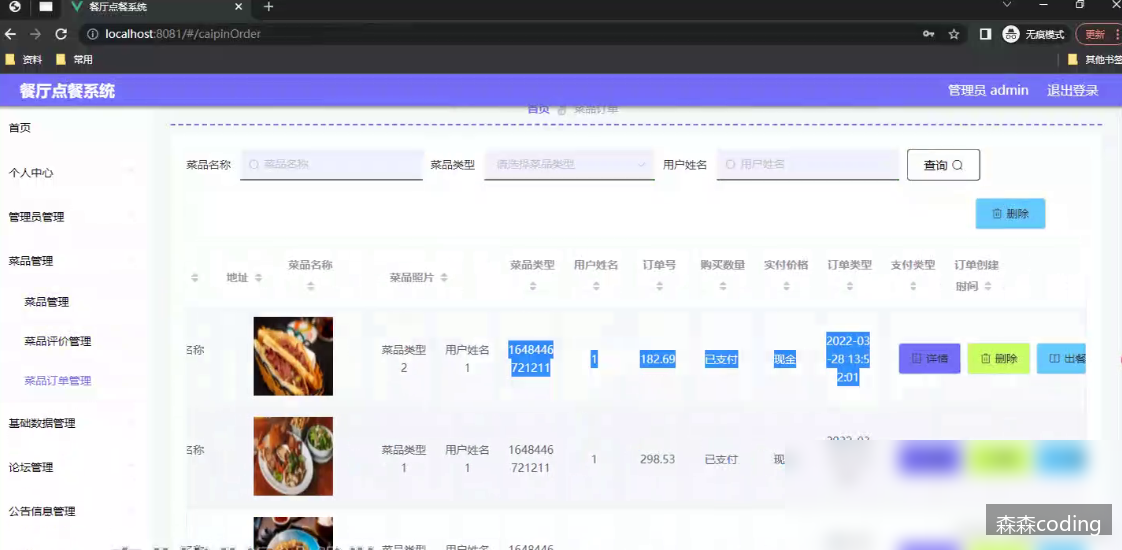 餐厅点餐系统
localhost:8081/#/caipinOrder
无痕模式
更新
资料
常用
其他书签
餐厅点餐系统
管理员 admin
退出登录
首页
菜品订单
首页
个人中心
管理员管理
菜品管理
菜品管理
菜品评价管理
菜品订单管理
基础数据管理
论坛管理
公告信息管理
菜品名称
菜品名称
菜品类型
请选择菜品类型
用户姓名
用户姓名
查询
删除
地址
菜品名称
菜品照片
菜品类型
用户姓名
订单号
购买数量
实付价格
订单类型
支付类型
订单创建
时间
名称
菜品类型
2
用户姓名
1
1648446
721211
1
182.69
已支付
现金
2022-03
-28 13:5
2:01
详情
删除
出餐
名称
菜品类型
1
用户姓名
1
1648446
721211
1
298.53
已支付
现
菜品类型
用户姓名
1648446
森森coding